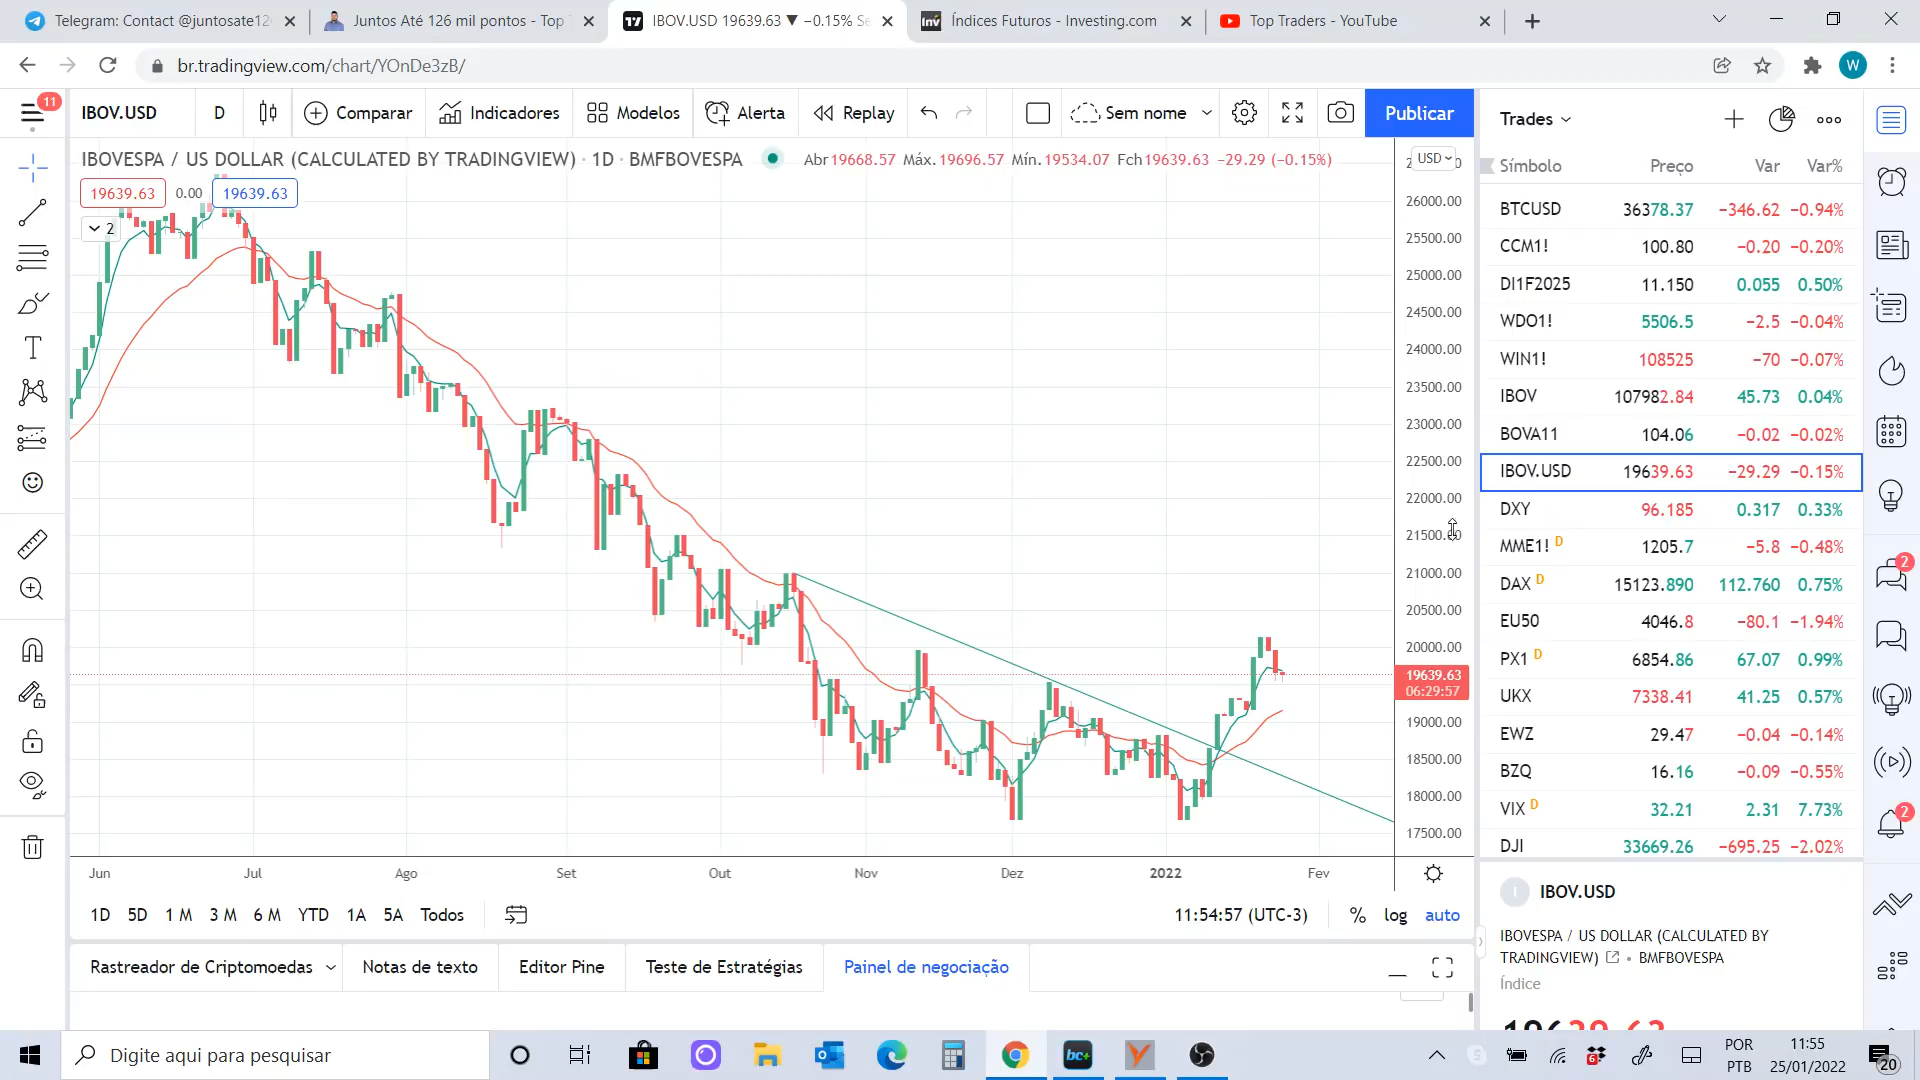 Telegram: Contact @juntosate12
Juntos Até 126 mil pontos - Top T
IBOV.USD 19639.63 ▼ −0.15% Se
Índices Futuros - Investing.com
Top Traders - YouTube
br.tradingview.com/chart/YOnDe3zB/
W
11
IBOV.USD
D
Comparar
Indicadores
Modelos
Alerta
Replay
Sem nome
Publicar
Trades
IBOVESPA / US DOLLAR (CALCULATED BY TRADINGVIEW) · 1D · BMFBOVESPA
Abr19668.57 Máx.19696.57 Mín.19534.07 Fch19639.63 −29.29 (−0.15%)
USD
19639.63 0.00 19639.63
2
26000.00
25500.00
25000.00
24500.00
24000.00
23500.00
23000.00
22500.00
22000.00
21000.00
20500.00
20000.00
19639.63
06:29:57
19000.00
18500.00
18000.00
17500.00
Jun Jul Ago Set Out Nov Dez 2022 Fev
1D 5D 1 M 3 M 6 M YTD 1A 5A Todos
11:54:57 (UTC-3) % log auto
Rastreador de Criptomoedas
Notas de texto
Editor Pine
Teste de Estratégias
Painel de negociação
Símbolo Preço Var Var%
BTCUSD 36378.37 −346.62 −0.94%
CCM1! 100.80 −0.20 −0.20%
DI1F2025 11.150 0.055 0.50%
WDO1! 5506.5 −2.5 −0.04%
WIN1! 108525 −70 −0.07%
IBOV 107982.84 45.73 0.04%
BOVA11 104.06 −0.02 −0.02%
IBOV.USD 19639.63 −29.29 −0.15%
DXY 96.185 0.317 0.33%
MME1! D 1205.7 −5.8 −0.48%
DAX D 15123.890 112.760 0.75%
EU50 4046.8 −80.1 −1.94%
PX1 D 6854.86 67.07 0.99%
UKX 7338.41 41.25 0.57%
EWZ 29.47 −0.04 −0.14%
BZQ 16.16 −0.09 −0.55%
VIX D 32.21 2.31 7.73%
DJI 33669.26 −695.25 −2.02%
I IBOV.USD
IBOVESPA / US DOLLAR (CALCULATED BY
TRADINGVIEW) • BMFBOVESPA
Índice
2
2
Digite aqui para pesquisar
bc+
6
POR
PTB
11:55
25/01/2022
20